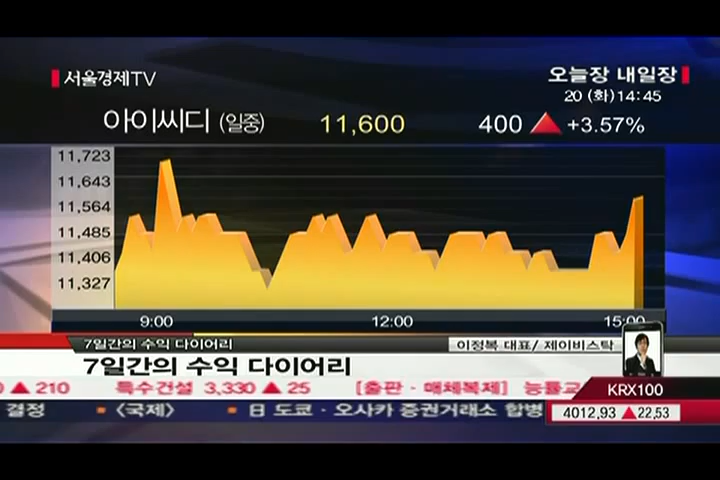 서울경제TV
오늘장 내일장
20 (화)14:45
아이씨디 (일중) 11,600 400 ▲ +3.57%
11,723
11,643
11,564
11,485
11,406
11,327
9:00 12:00 15:00
7일간의 수익 다이어리 이정복 대표/ 제이비스탁
7일간의 수익 다이어리
0 ▲ 210 특수건설 3,330 ▲ 25 [출판 · 매체복제] 능률교
KRX100
결정 ▪ 〈국제〉 ▪ 日 도쿄 · 오사카 증권거래소 합병
4012.93 ▲22.53